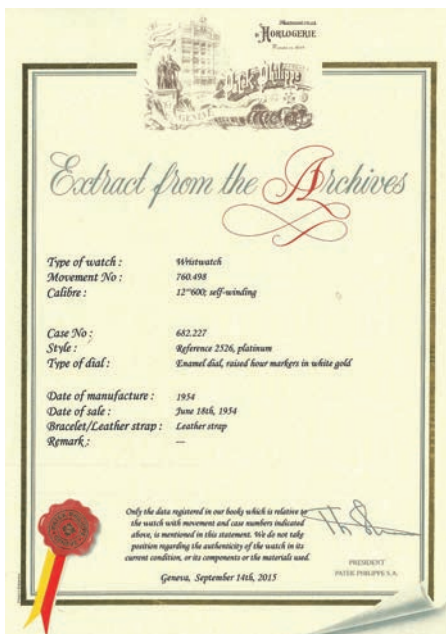 HORLOGERIE
Patek Philippe
GENÈVE
Extract from the Archives
Type of watch : Wristwatch
Movement No : 760.498
Calibre : 12'''600; self-winding
Case No : 682.227
Style : Reference 2526, platinum
Type of dial : Enamel dial, raised hour markers in white gold
Date of manufacture : 1954
Date of sale : June 18th, 1954
Bracelet/Leather strap : Leather strap
Remark : —
Only the data registered in our books which is relative to
the watch with movement and case numbers indicated
above, is mentioned in this statement. We do not take
position regarding the authenticity of the watch in its
current condition, or its components or the materials used.
Geneva, September 14th, 2015
PRESIDENT
PATEK PHILIPPE S.A.